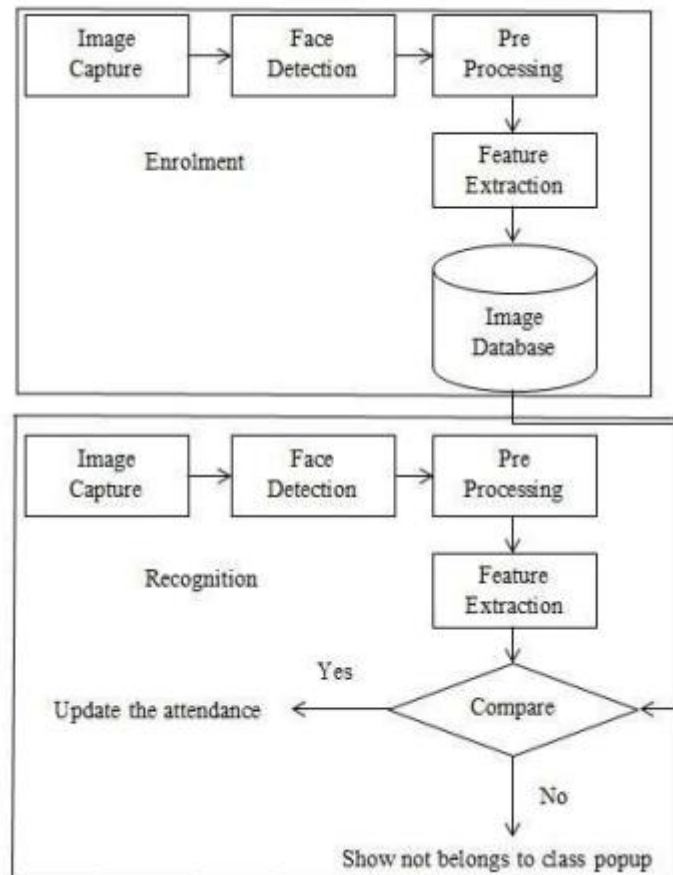 Image
Capture
Face
Detection
Pre
Processing
Enrolment
Feature
Extraction
Image
Database
Image
Capture
Face
Detection
Pre
Processing
Recognition
Feature
Extraction
Yes
Update the attendance
Compare
No
Show not belongs to class popup